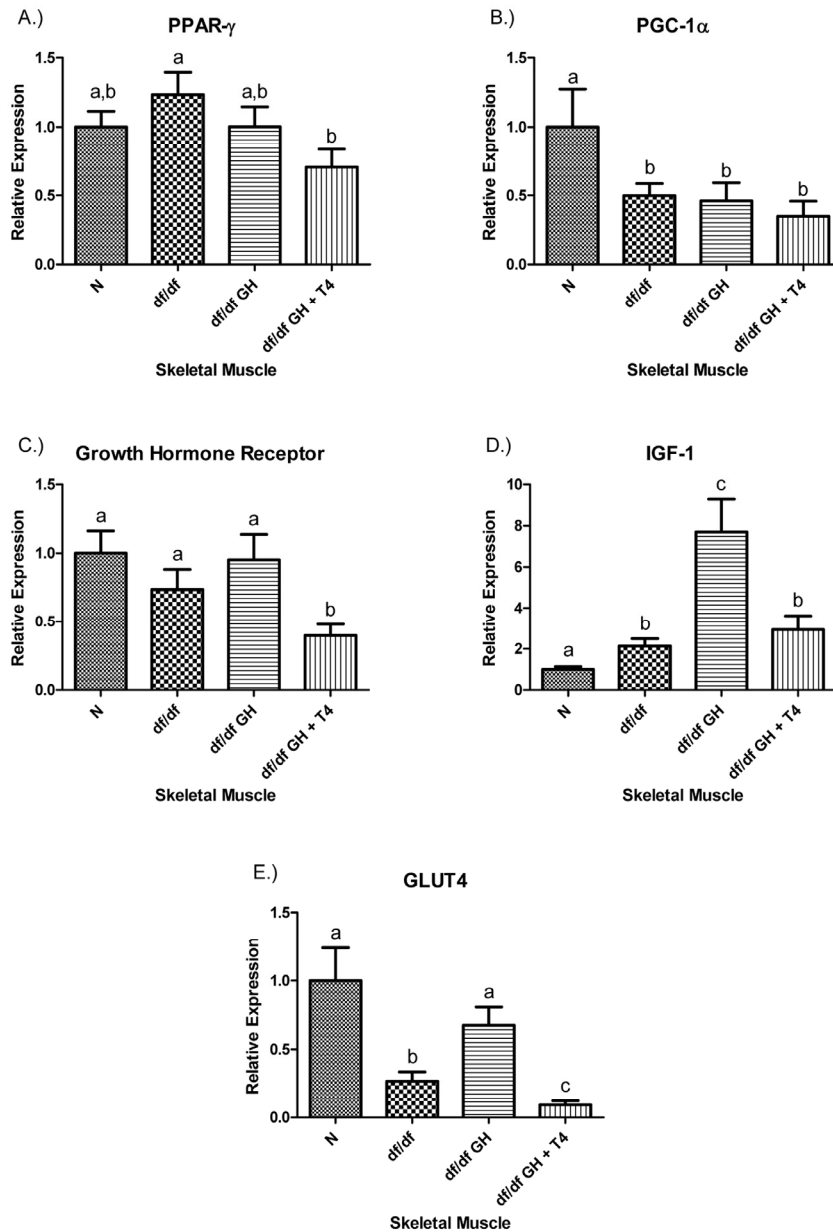 A.)
PPAR-γ
Relative Expression
1.5
1.0
0.5
0.0
a,b
a
a,b
b
N
df/df
df/df GH
df/df GH + T4
Skeletal Muscle
B.)
PGC-1α
Relative Expression
1.5
1.0
0.5
0.0
a
b
b
b
N
df/df
df/df GH
df/df GH + T4
Skeletal Muscle
C.)
Growth Hormone Receptor
Relative Expression
1.5
1.0
0.5
0.0
a
a
a
b
N
df/df
df/df GH
df/df GH + T4
Skeletal Muscle
D.)
IGF-1
Relative Expression
10
8
6
4
2
0
a
b
c
b
N
df/df
df/df GH
df/df GH + T4
Skeletal Muscle
E.)
GLUT4
Relative Expression
1.5
1.0
0.5
0.0
a
b
a
c
N
df/df
df/df GH
df/df GH + T4
Skeletal Muscle